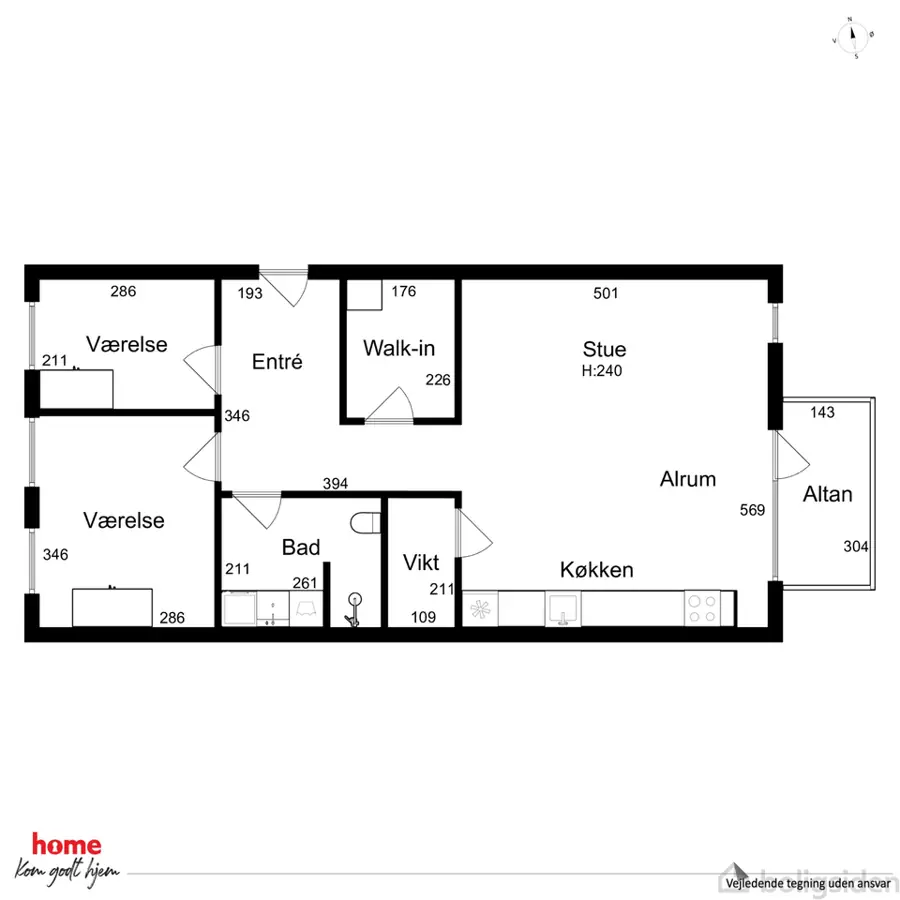 N
V Ø
S
286
193
176
501
Værelse
Entré
Walk-in
Stue
H:240
211
226
346
143
394
Alrum
Altan
569
Værelse
346
Bad
Vikt
Køkken
304
211
261
211
286
109
home
Kom godt hjem
boligsiden
Vejledende tegning uden ansvar